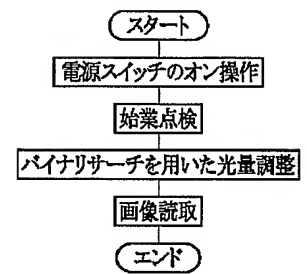 スタート
電源スイッチのオン操作
始業点検
バイナリサーチを用いた光量調整
画像読取
エンド